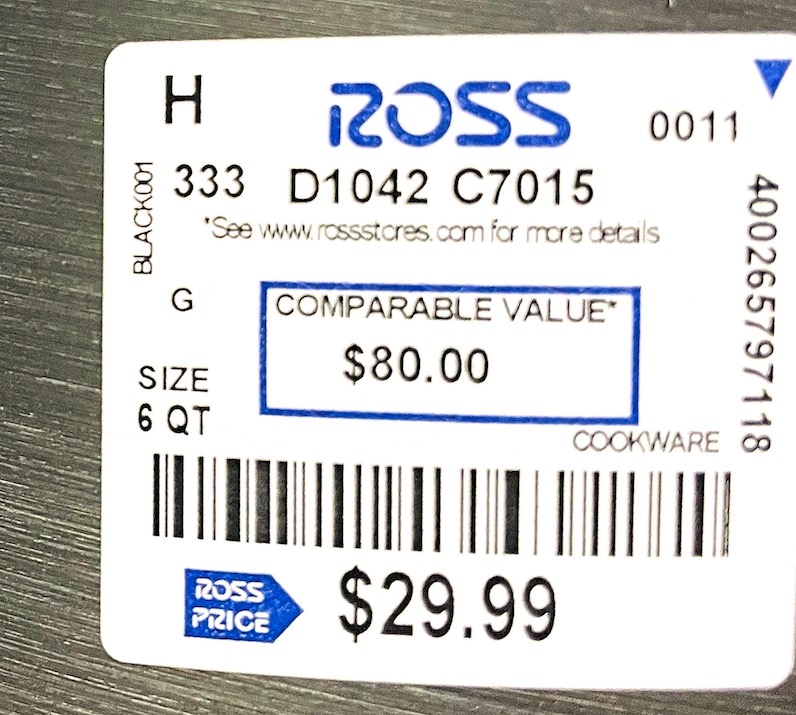 H
ROSS
0011
BLACK001
333 D1042 C7015
*See www.rossstores.com for more details
400265797118
G
COMPARABLE VALUE*
$80.00
SIZE
6 QT
COOKWARE
ROSS
PRICE
$29.99